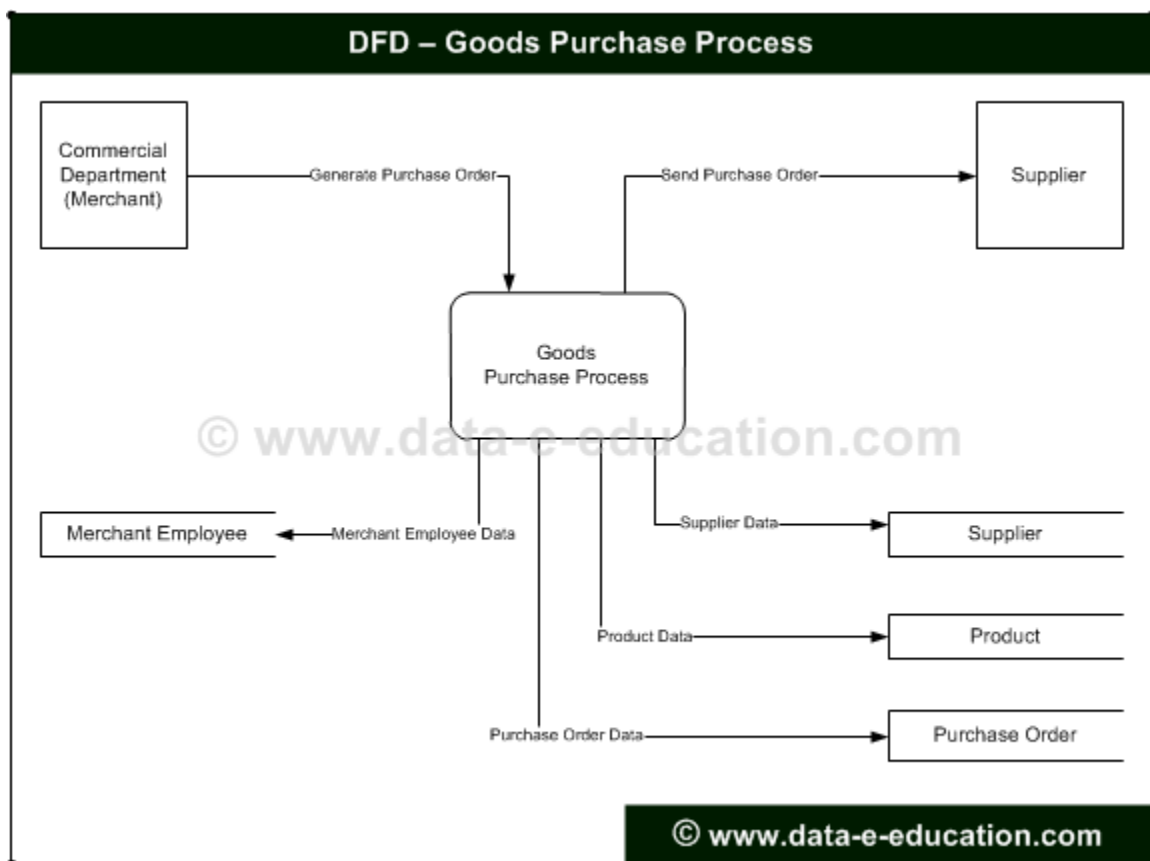 DFD – Goods Purchase Process
Commercial
Department
(Merchant)
Generate Purchase Order
Send Purchase Order
Supplier
Goods
Purchase Process
© www.data-e-education.com
Merchant Employee
Merchant Employee Data
Supplier Data
Supplier
Product Data
Product
Purchase Order Data
Purchase Order
© www.data-e-education.com